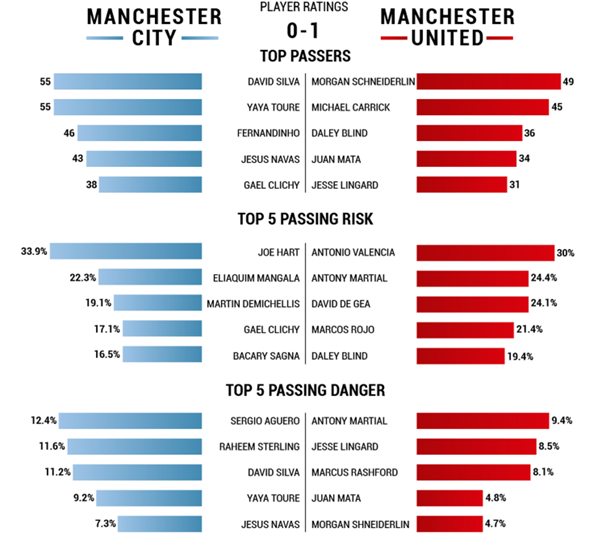 PLAYER RATINGS
MANCHESTER CITY 0-1 MANCHESTER UNITED
TOP PASSERS
55 DAVID SILVA MORGAN SCHNEIDERLIN 49
55 YAYA TOURE MICHAEL CARRICK 45
46 FERNANDINHO DALEY BLIND 36
43 JESUS NAVAS JUAN MATA 34
38 GAEL CLICHY JESSE LINGARD 31
TOP 5 PASSING RISK
33.9% JOE HART ANTONIO VALENCIA 30%
22.3% ELIAQUIM MANGALA ANTONY MARTIAL 24.4%
19.1% MARTIN DEMICHELLIS DAVID DE GEA 24.1%
17.1% GAEL CLICHY MARCOS ROJO 21.4%
16.5% BACARY SAGNA DALEY BLIND 19.4%
TOP 5 PASSING DANGER
12.4% SERGIO AGUERO ANTONY MARTIAL 9.4%
11.6% RAHEEM STERLING JESSE LINGARD 8.5%
11.2% DAVID SILVA MARCUS RASHFORD 8.1%
9.2% YAYA TOURE JUAN MATA 4.8%
7.3% JESUS NAVAS MORGAN SHNEIDERLIN 4.7%